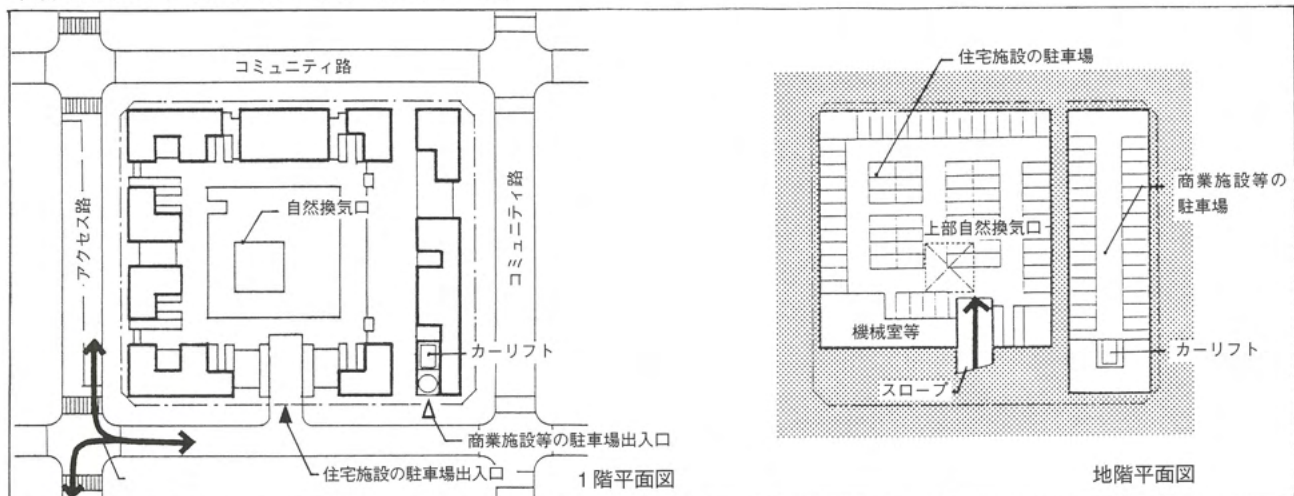 コミュニティ路
アクセス路
自然換気口
コミュニティ路
カーリフト
商業施設等の駐車場出入口
住宅施設の駐車場出入口
1階平面図
住宅施設の駐車場
商業施設等の
駐車場
上部自然換気口
機械室等
カーリフト
スロープ
地階平面図